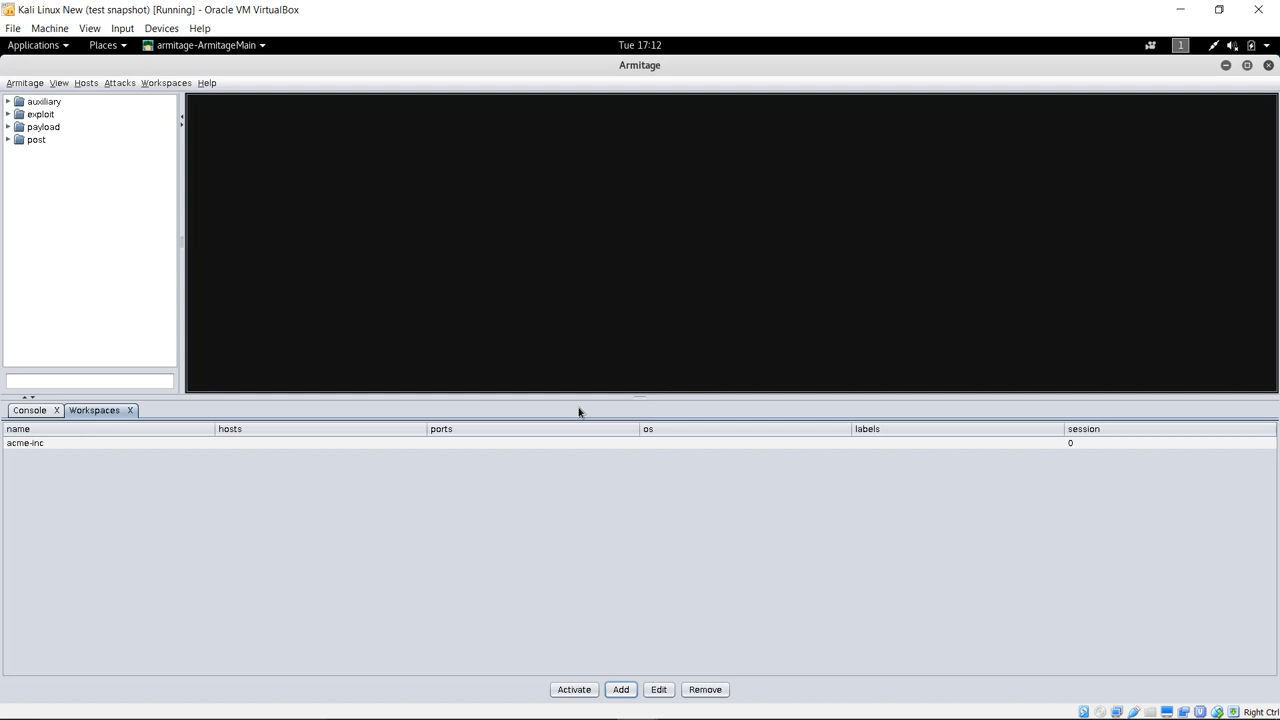 Kali Linux New (test snapshot) [Running] - Oracle VM VirtualBox
File Machine View Input Devices Help
Applications Places armitage-ArmitageMain Tue 17:12 1
Armitage
Armitage View Hosts Attacks Workspaces Help
auxiliary
exploit
payload
post
Console X Workspaces X
name hosts ports os labels session
acme-inc 0
Activate Add Edit Remove
Right Ctrl